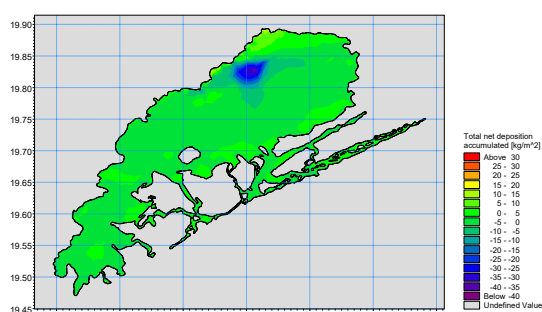 19.90
19.85
19.80
19.75
19.70
19.65
19.60
19.55
19.50
19.45
Total net deposition
accumulated [kg/m^2]
Above 30
25 - 30
20 - 25
15 - 20
10 - 15
5 - 10
0 - 5
-5 - 0
-10 - -5
-15 - -10
-20 - -15
-25 - -20
-30 - -25
-35 - -30
-40 - -35
Below -40
Undefined Value